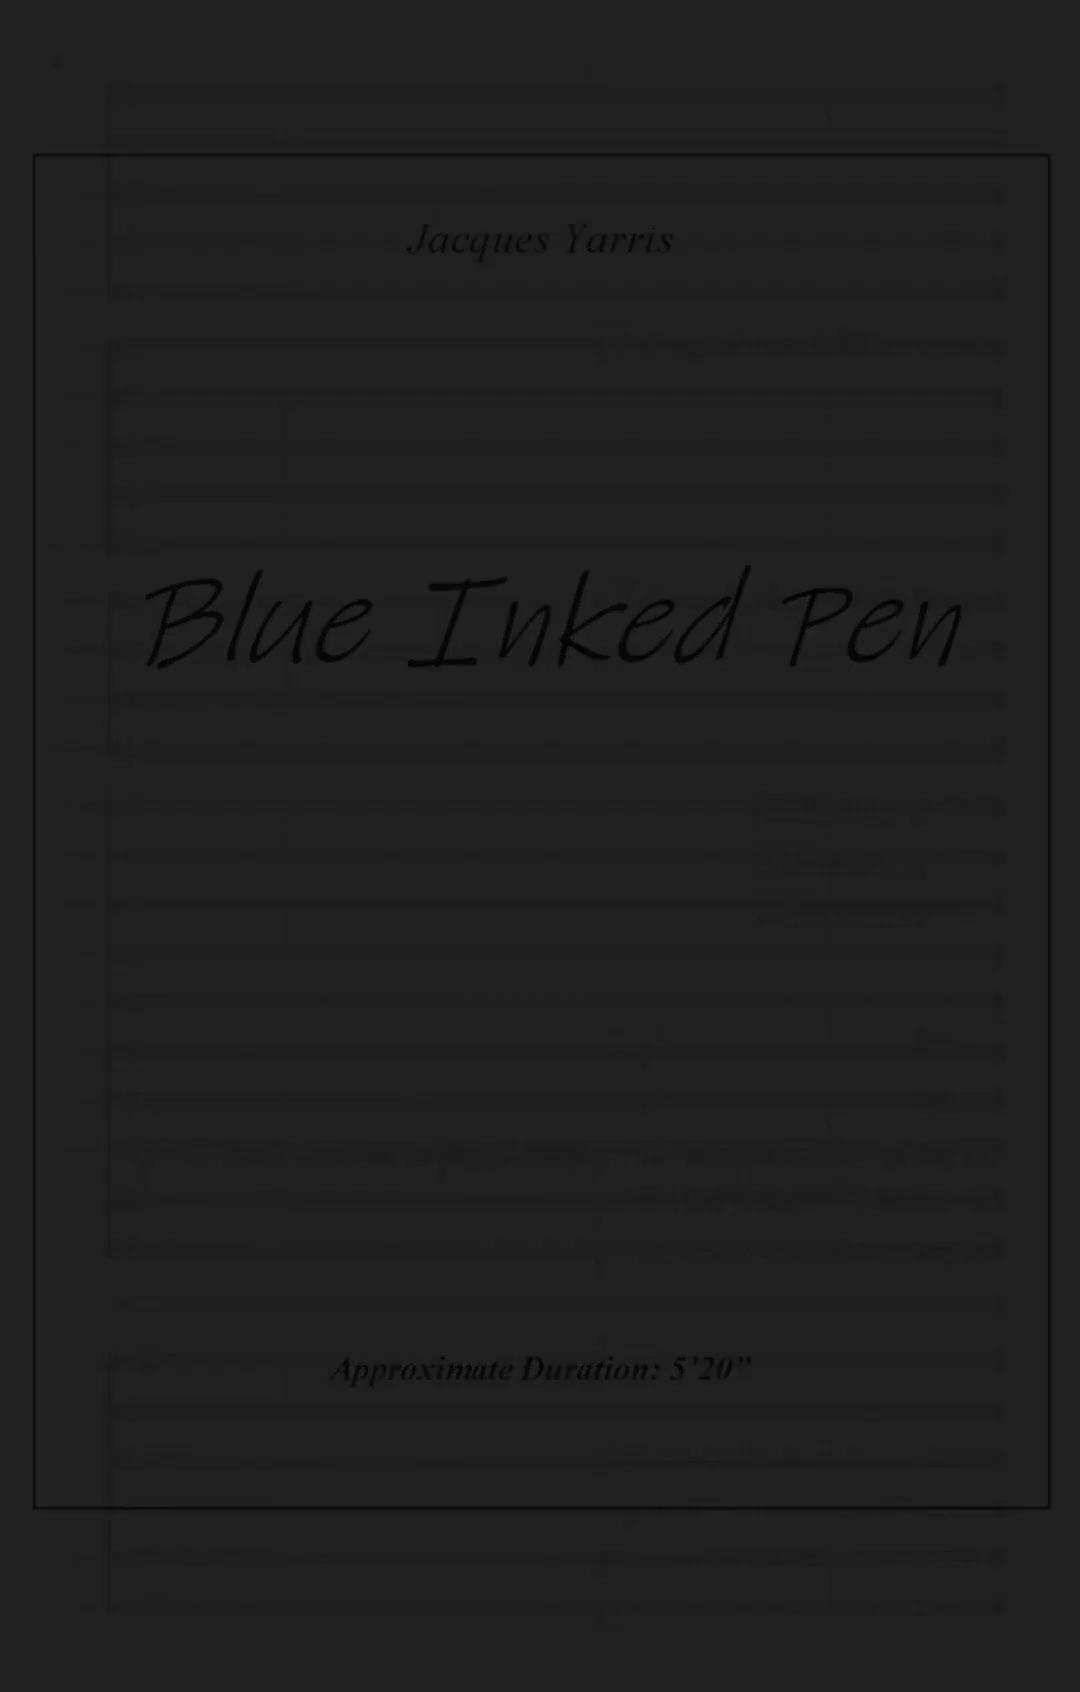 Jacques Yarris
Blue Inked Pen
Approximate Duration: 5'20”